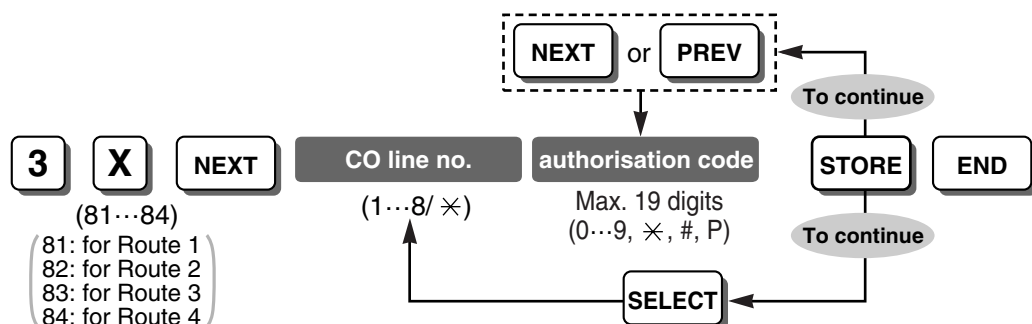 NEXT or PREV
To continue
3 X NEXT CO line no. authorisation code STORE END
(81···84)
(1···8/ ✳)
Max. 19 digits
(0···9, ✳, #, P)
To continue
81: for Route 1
82: for Route 2
83: for Route 3
84: for Route 4
SELECT